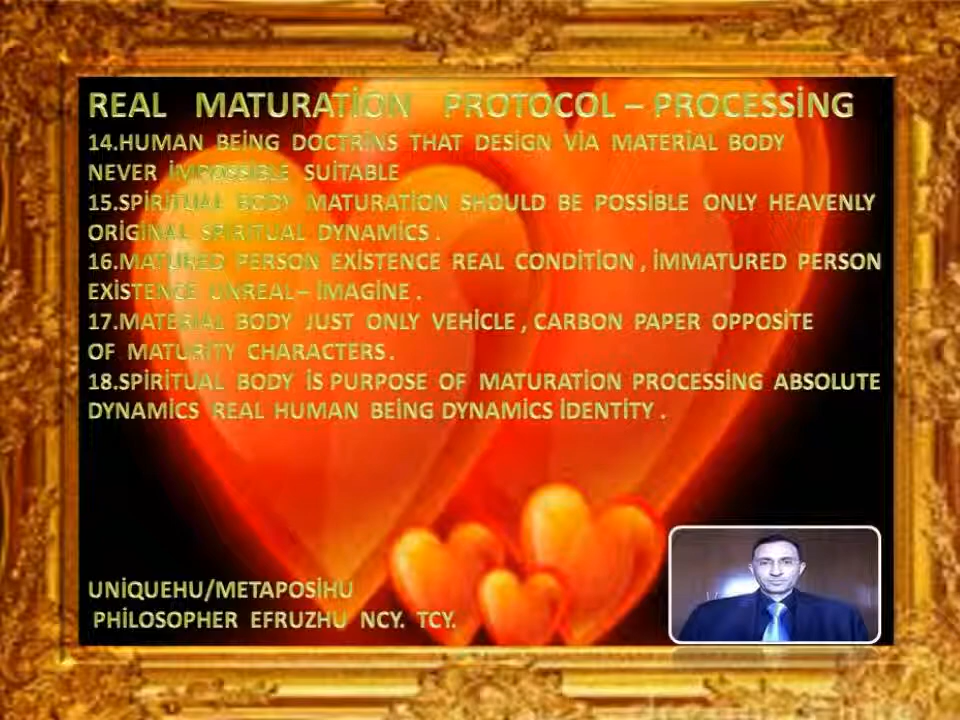 REAL MATURATİON PROTOCOL – PROCESSİNG
14.HUMAN BEİNG DOCTRİNS THAT DESİGN VİA MATERİAL BODY
NEVER İMPOSSİBLE SUİTABLE
15.SPİRİTUAL BODY MATURATİON SHOULD BE POSSİBLE ONLY HEAVENLY
ORİGİNAL SPİRİTUAL DYNAMİCS .
16.MATURED PERSON EXİSTENCE REAL CONDİTİON , İMMATURED PERSON
EXİSTENCE UNREAL– İMAGİNE .
17.MATERİAL BODY JUST ONLY VEHİCLE , CARBON PAPER OPPOSİTE
OF MATURİTY CHARACTERS .
18.SPİRİTUAL BODY İS PURPOSE OF MATURATİON PROCESSİNG ABSOLUTE
DYNAMİCS REAL HUMAN BEİNG DYNAMİCS İDENTİTY .
UNİQUEHU/METAPOSİHU
PHİLOSOPHER EFRUZHU NCY. TCY.